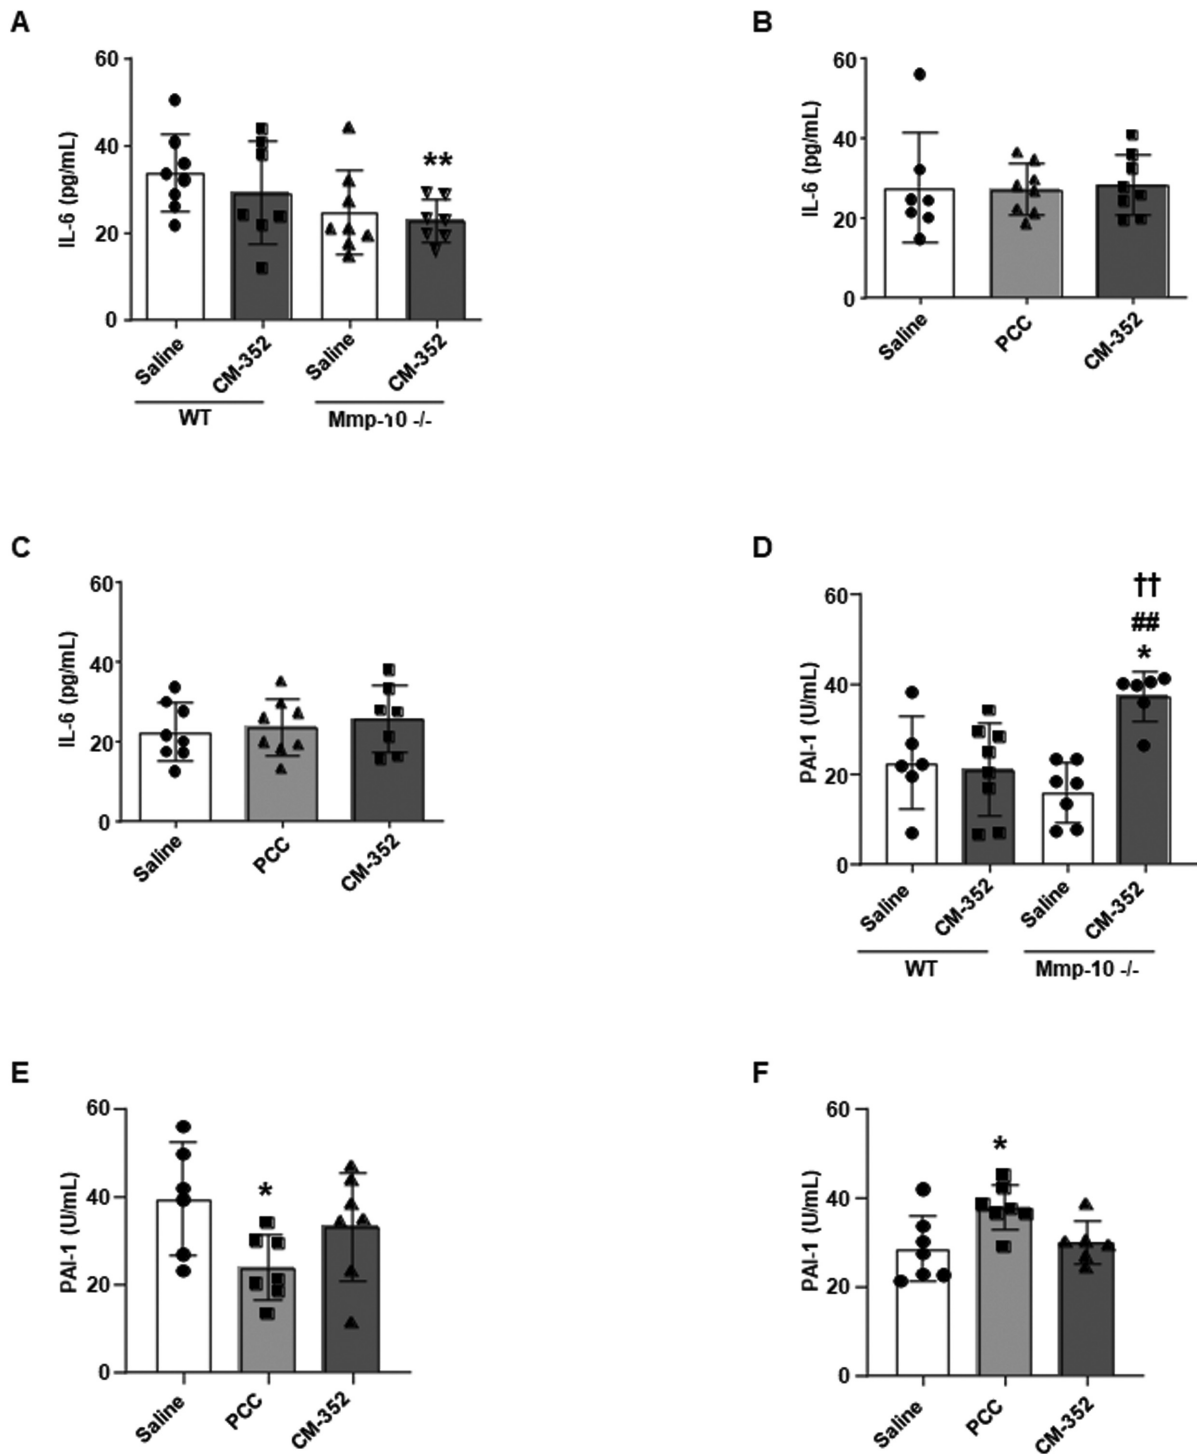 A
60
40
20
0
IL-6 (pg/mL)
**
Saline
CM-352
Saline
CM-352
WT
Mmp-10 -/-
B
60
40
20
0
IL-6 (pg/mL)
Saline
PCC
CM-352
C
60
40
20
0
IL-6 (pg/mL)
Saline
PCC
CM-352
D
60
40
20
0
PAI-1 (U/mL)
††
##
*
Saline
CM-352
Saline
CM-352
WT
Mmp-10 -/-
E
60
40
20
0
PAI-1 (U/mL)
*
Saline
PCC
CM-352
F
60
40
20
0
PAI-1 (U/mL)
*
Saline
PCC
CM-352